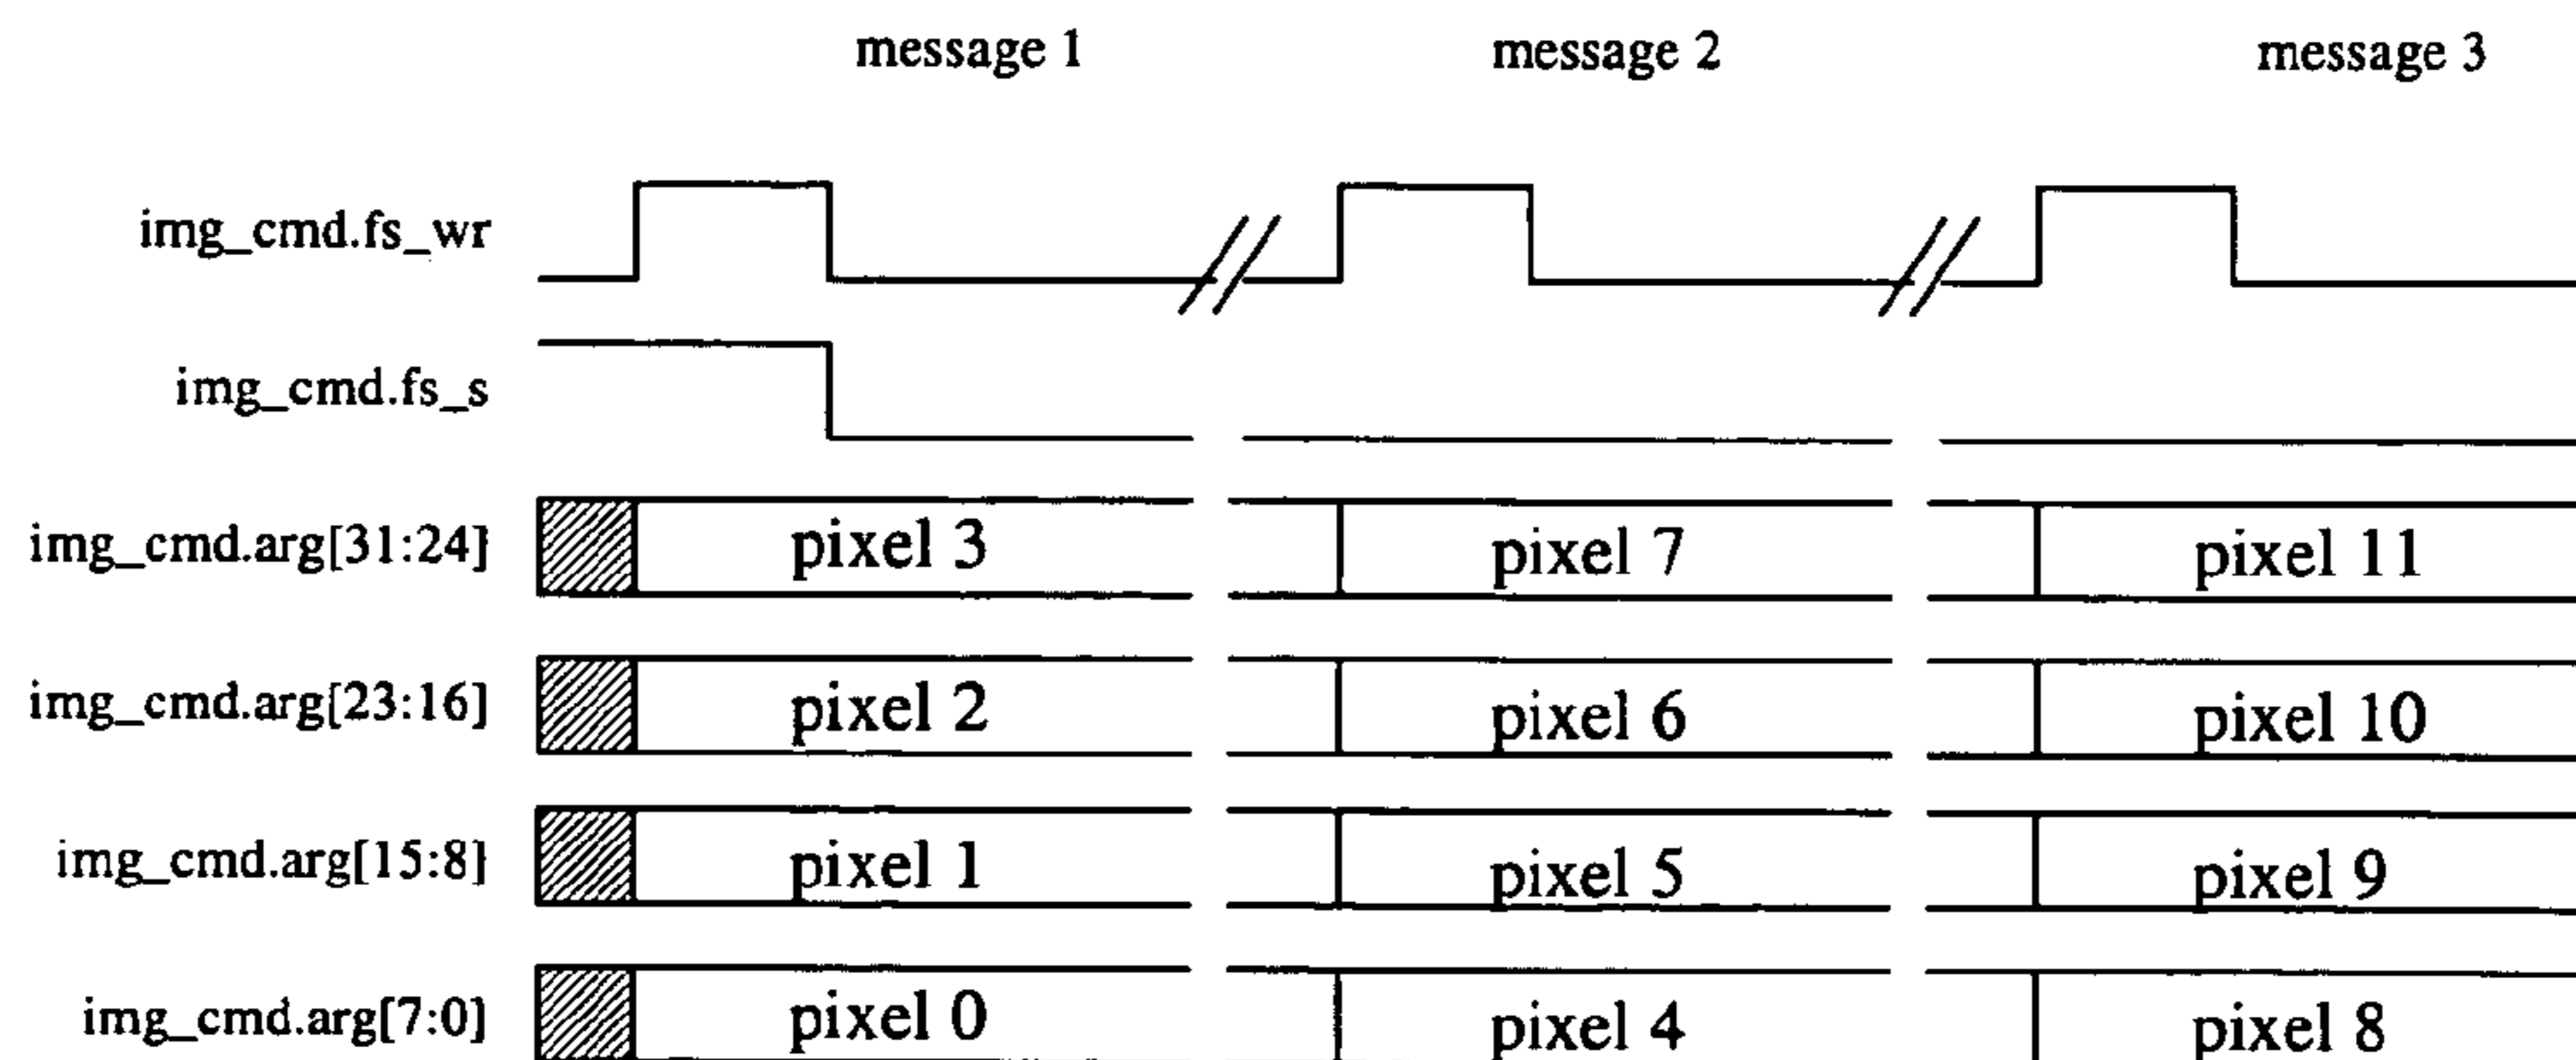 message 1 message 2 message 3
img_cmd.fs_wr
img_cmd.fs_s
img_cmd.arg[31:24] pixel 3 pixel 7 pixel 11
img_cmd.arg[23:16] pixel 2 pixel 6 pixel 10
img_cmd.arg[15:8] pixel 1 pixel 5 pixel 9
img_cmd.arg[7:0] pixel 0 pixel 4 pixel 8